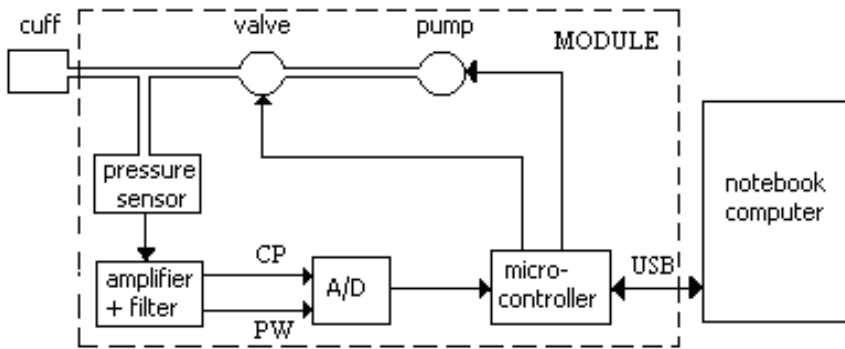 cuff
valve
pump
MODULE
pressure
sensor
notebook
computer
amplifier
+ filter
CP
PW
A/D
micro-
controller
USB